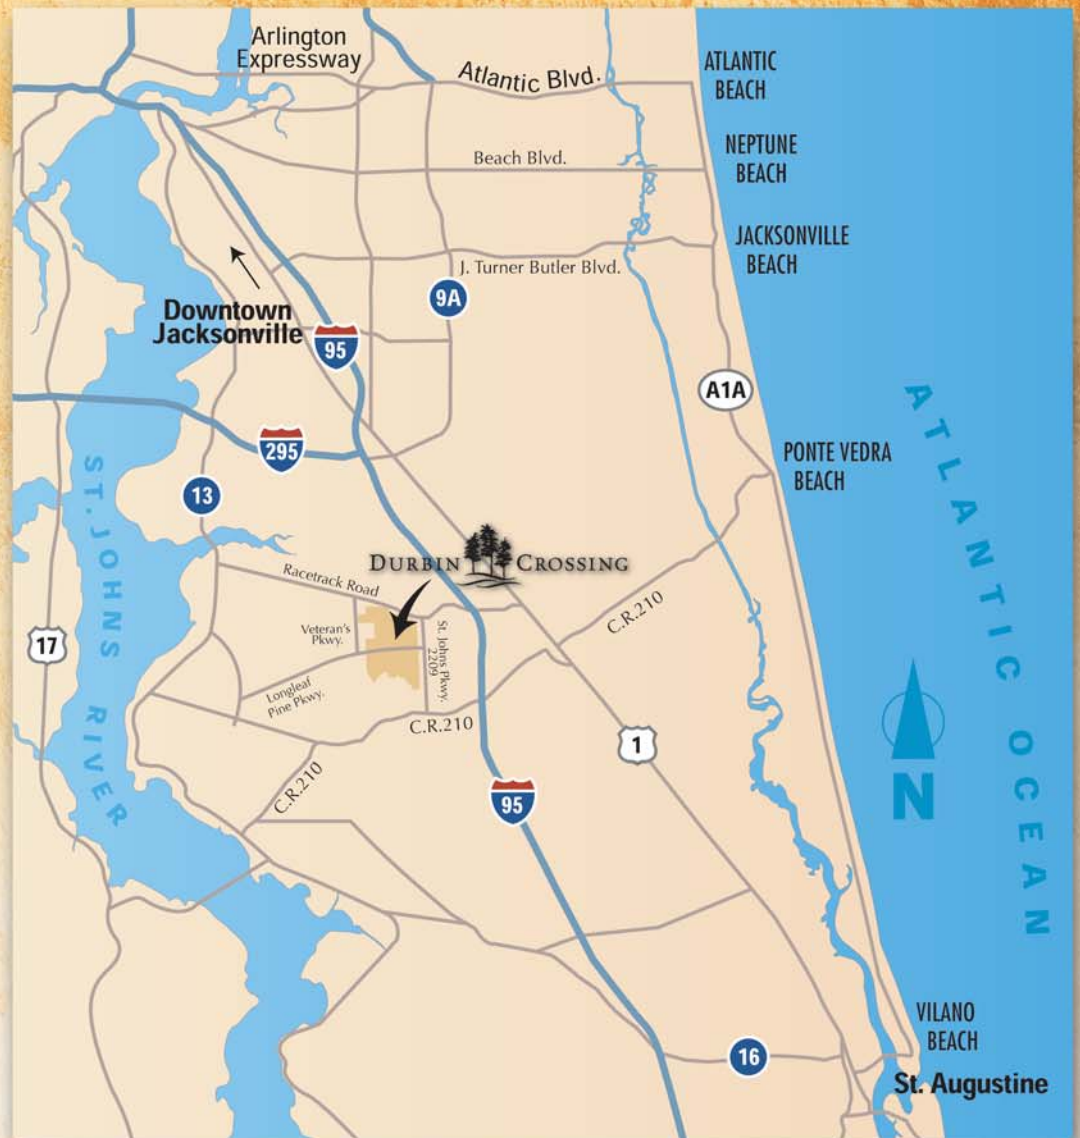 Arlington
Expressway
Atlantic Blvd.
ATLANTIC
BEACH
Beach Blvd.
NEPTUNE
BEACH
JACKSONVILLE
BEACH
J. Turner Butler Blvd.
9A
Downtown
Jacksonville
95
A1A
295
13
PONTE VEDRA
BEACH
ATLANTIC OCEAN
ST. JOHNS RIVER
DURBIN CROSSING
Racetrack Road
C.R.210
Veteran's
Pkwy.
St. Johns Pkwy.
2209
17
Longleaf
Pine Pkwy.
C.R.210
1
C.R.210
95
N
VILANO
BEACH
16
St. Augustine